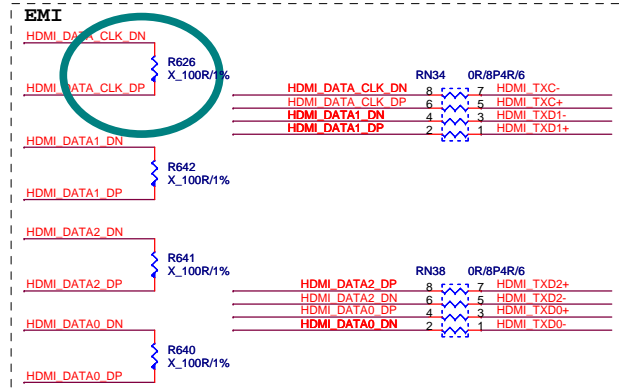 EMI
HDMI_DATA_CLK_DN
R626
X_100R/1%
HDMI_DATA_CLK_DP
HDMI_DATA1_DN
R642
X_100R/1%
HDMI_DATA1_DP
HDMI_DATA2_DN
R641
X_100R/1%
HDMI_DATA2_DP
HDMI_DATA0_DN
R640
X_100R/1%
HDMI_DATA0_DP
RN34 0R/8P4R/6
HDMI_DATA_CLK_DN 8 7 HDMI_TXC-
HDMI_DATA_CLK_DP 6 5 HDMI_TXC+
HDMI_DATA1_DN 4 3 HDMI_TXD1-
HDMI_DATA1_DP 2 1 HDMI_TXD1+
RN38 0R/8P4R/6
HDMI_DATA2_DP 8 7 HDMI_TXD2+
HDMI_DATA2_DN 6 5 HDMI_TXD2-
HDMI_DATA0_DP 4 3 HDMI_TXD0+
HDMI_DATA0_DN 2 1 HDMI_TXD0-